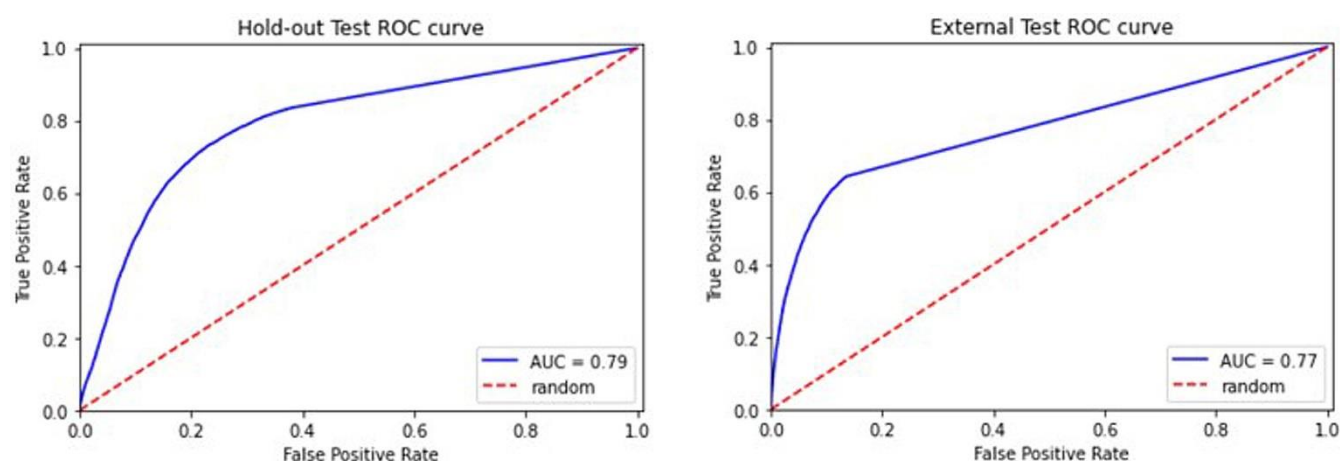 Hold-out Test ROC curve
True Positive Rate
1.0
0.8
0.6
0.4
0.2
0.0
AUC = 0.79
random
0.0 0.2 0.4 0.6 0.8 1.0
False Positive Rate
External Test ROC curve
True Positive Rate
1.0
0.8
0.6
0.4
0.2
0.0
AUC = 0.77
random
0.0 0.2 0.4 0.6 0.8 1.0
False Positive Rate